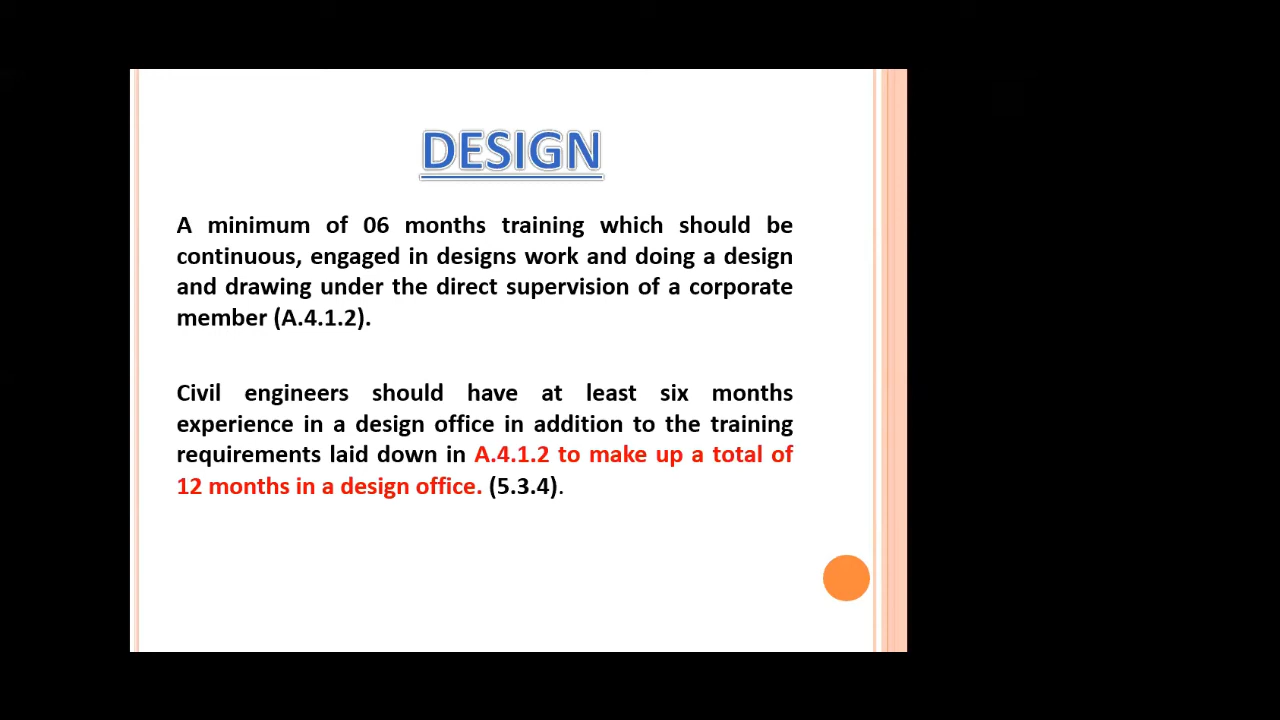 DESIGN
A minimum of 06 months training which should be
continuous, engaged in designs work and doing a design
and drawing under the direct supervision of a corporate
member (A.4.1.2).
Civil engineers should have at least six months
experience in a design office in addition to the training
requirements laid down in A.4.1.2 to make up a total of
12 months in a design office. (5.3.4).